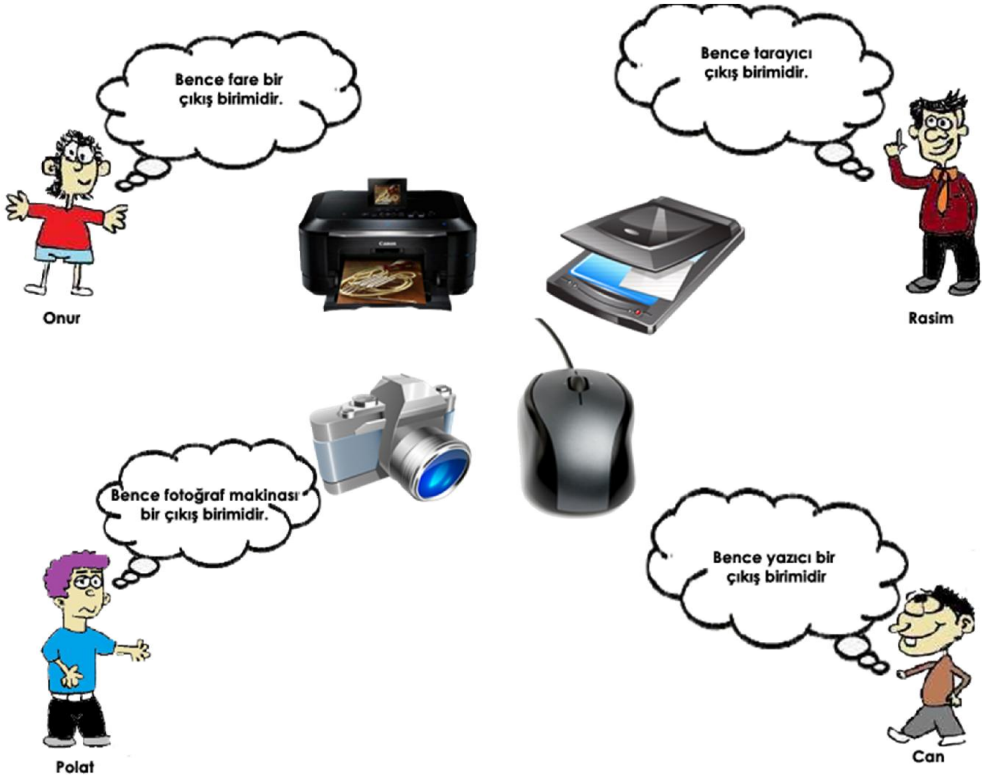 Bence fare bir
çıkış birimidir.
Onur
Bence tarayıcı
çıkış birimidir.
Rasim
Canon
Bence fotoğraf makinası
bir çıkış birimidir.
Polat
Bence yazıcı bir
çıkış birimidir
Can